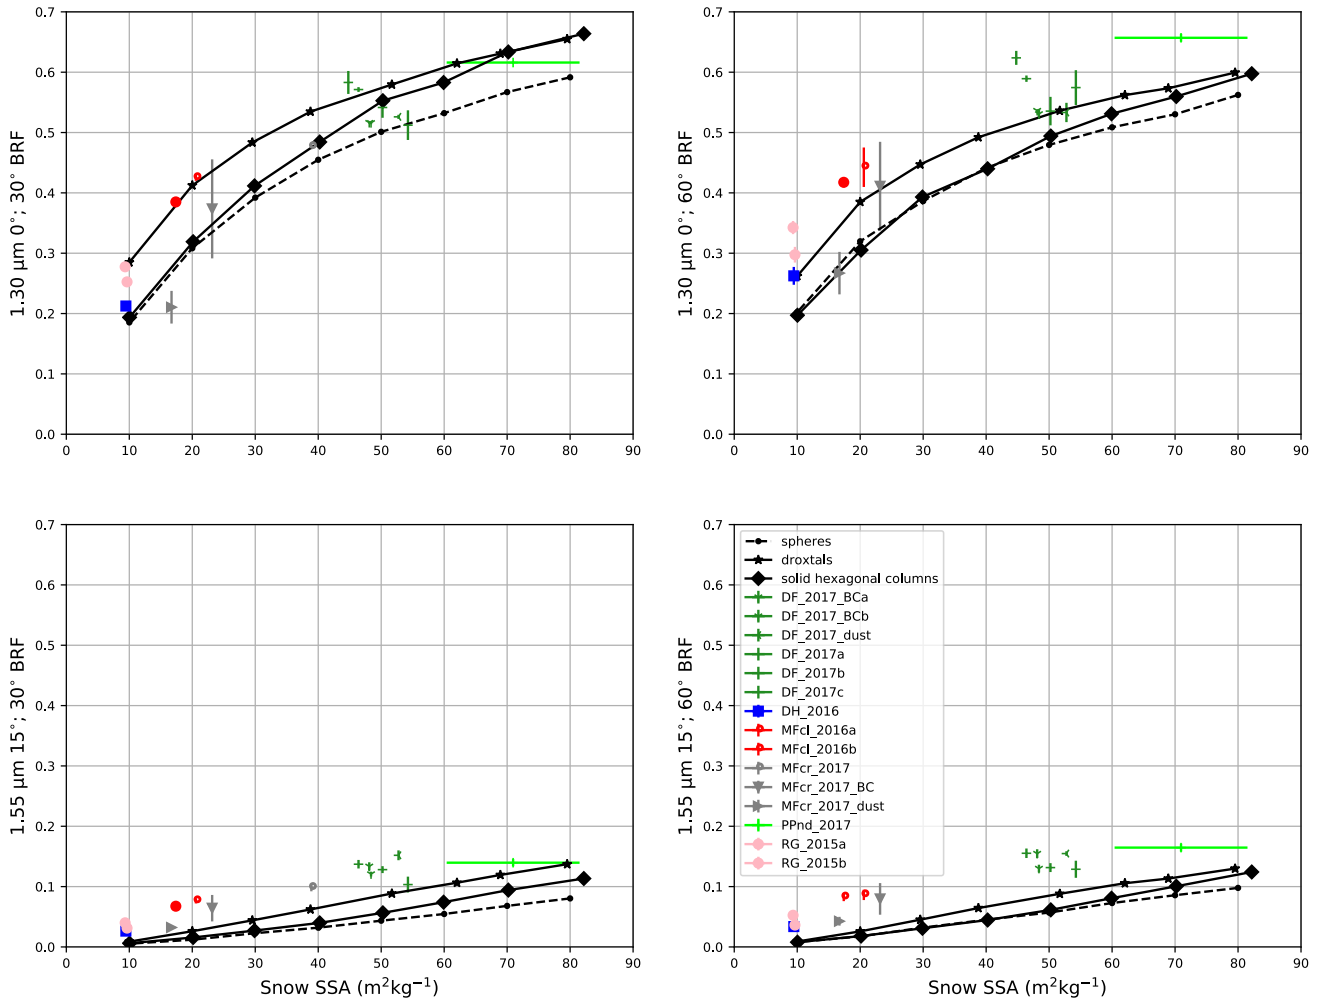 0.7
0.6
0.5
0.4
0.3
0.2
0.1
0.0
1.30 μm 0°; 30° BRF
0 10 20 30 40 50 60 70 80 90
0.7
0.6
0.5
0.4
0.3
0.2
0.1
0.0
1.30 μm 0°; 60° BRF
0 10 20 30 40 50 60 70 80 90
0.7
0.6
0.5
0.4
0.3
0.2
0.1
0.0
1.55 μm 15°; 30° BRF
0 10 20 30 40 50 60 70 80 90
Snow SSA (m²kg⁻¹)
0.7
0.6
0.5
0.4
0.3
0.2
0.1
0.0
1.55 μm 15°; 60° BRF
spheres
droxtals
solid hexagonal columns
DF_2017_BCa
DF_2017_BCb
DF_2017_dust
DF_2017a
DF_2017b
DF_2017c
DH_2016
MFcl_2016a
MFcl_2016b
MFcr_2017
MFcr_2017_BC
MFcr_2017_dust
PPnd_2017
RG_2015a
RG_2015b
0 10 20 30 40 50 60 70 80 90
Snow SSA (m²kg⁻¹)